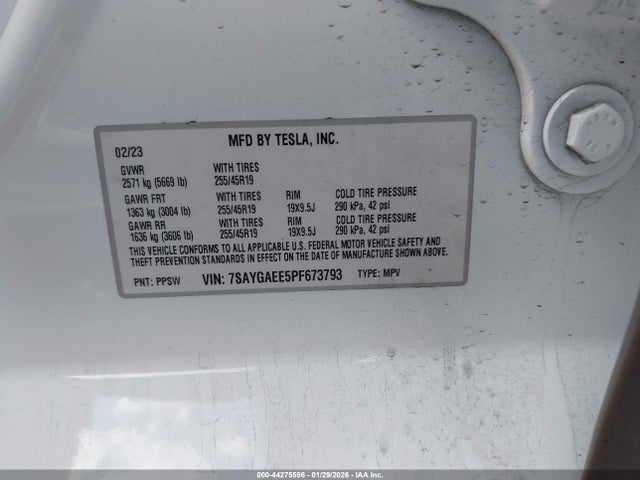 MFD BY TESLA, INC.
02/23
GVWR WITH TIRES
2571 kg (5669 lb) 255/45R19
GAWR FRT WITH TIRES RIM COLD TIRE PRESSURE
1363 kg (3004 lb) 255/45R19 19X9.5J 290 kPa, 42 psi
GAWR RR WITH TIRES RIM COLD TIRE PRESSURE
1636 kg (3606 lb) 255/45R19 19X9.5J 290 kPa, 42 psi
THIS VEHICLE CONFORMS TO ALL APPLICABLE U.S. FEDERAL MOTOR VEHICLE SAFETY AND
THEFT PREVENTION STANDARDS IN EFFECT ON THE DATE OF MANUFACTURE SHOWN ABOVE.
PNT: PPSW VIN: 7SAYGAEE5PF673793 TYPE: MPV
000-44275596 - 01/29/2026 - IAAI.COM